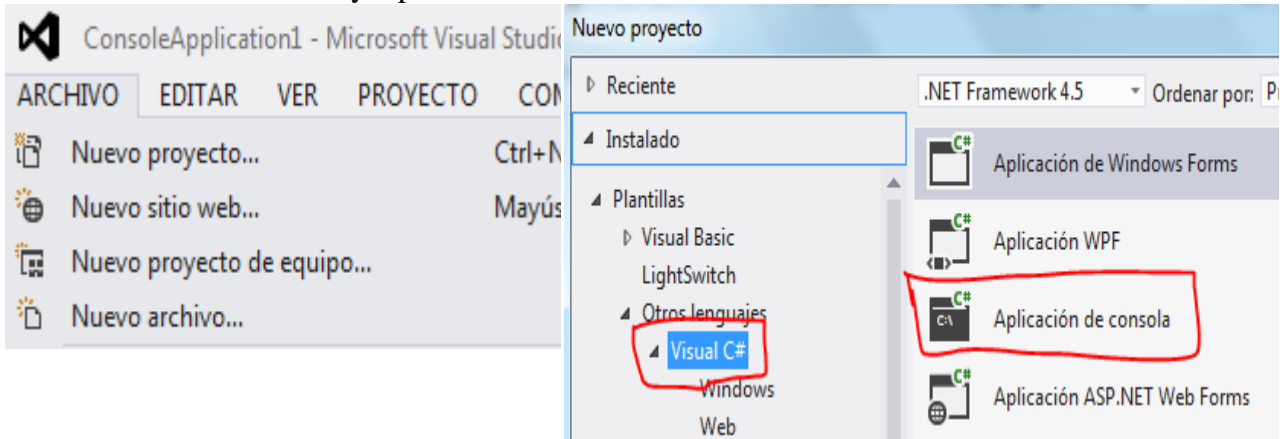 ConsoleApplication1 - Microsoft Visual Studio
ARCHIVO EDITAR VER PROYECTO
Nuevo proyecto... Ctrl+N
Nuevo sitio web... Mayús
Nuevo proyecto de equipo...
Nuevo archivo...
Nuevo proyecto
Reciente
Instalado
Plantillas
Visual Basic
LightSwitch
Otros lenguajes
Visual C#
Windows
Web
.NET Framework 4.5 Ordenar por:
C# Aplicación de Windows Forms
C# Aplicación WPF
C# C:\ Aplicación de consola
C# Aplicación ASP.NET Web Forms